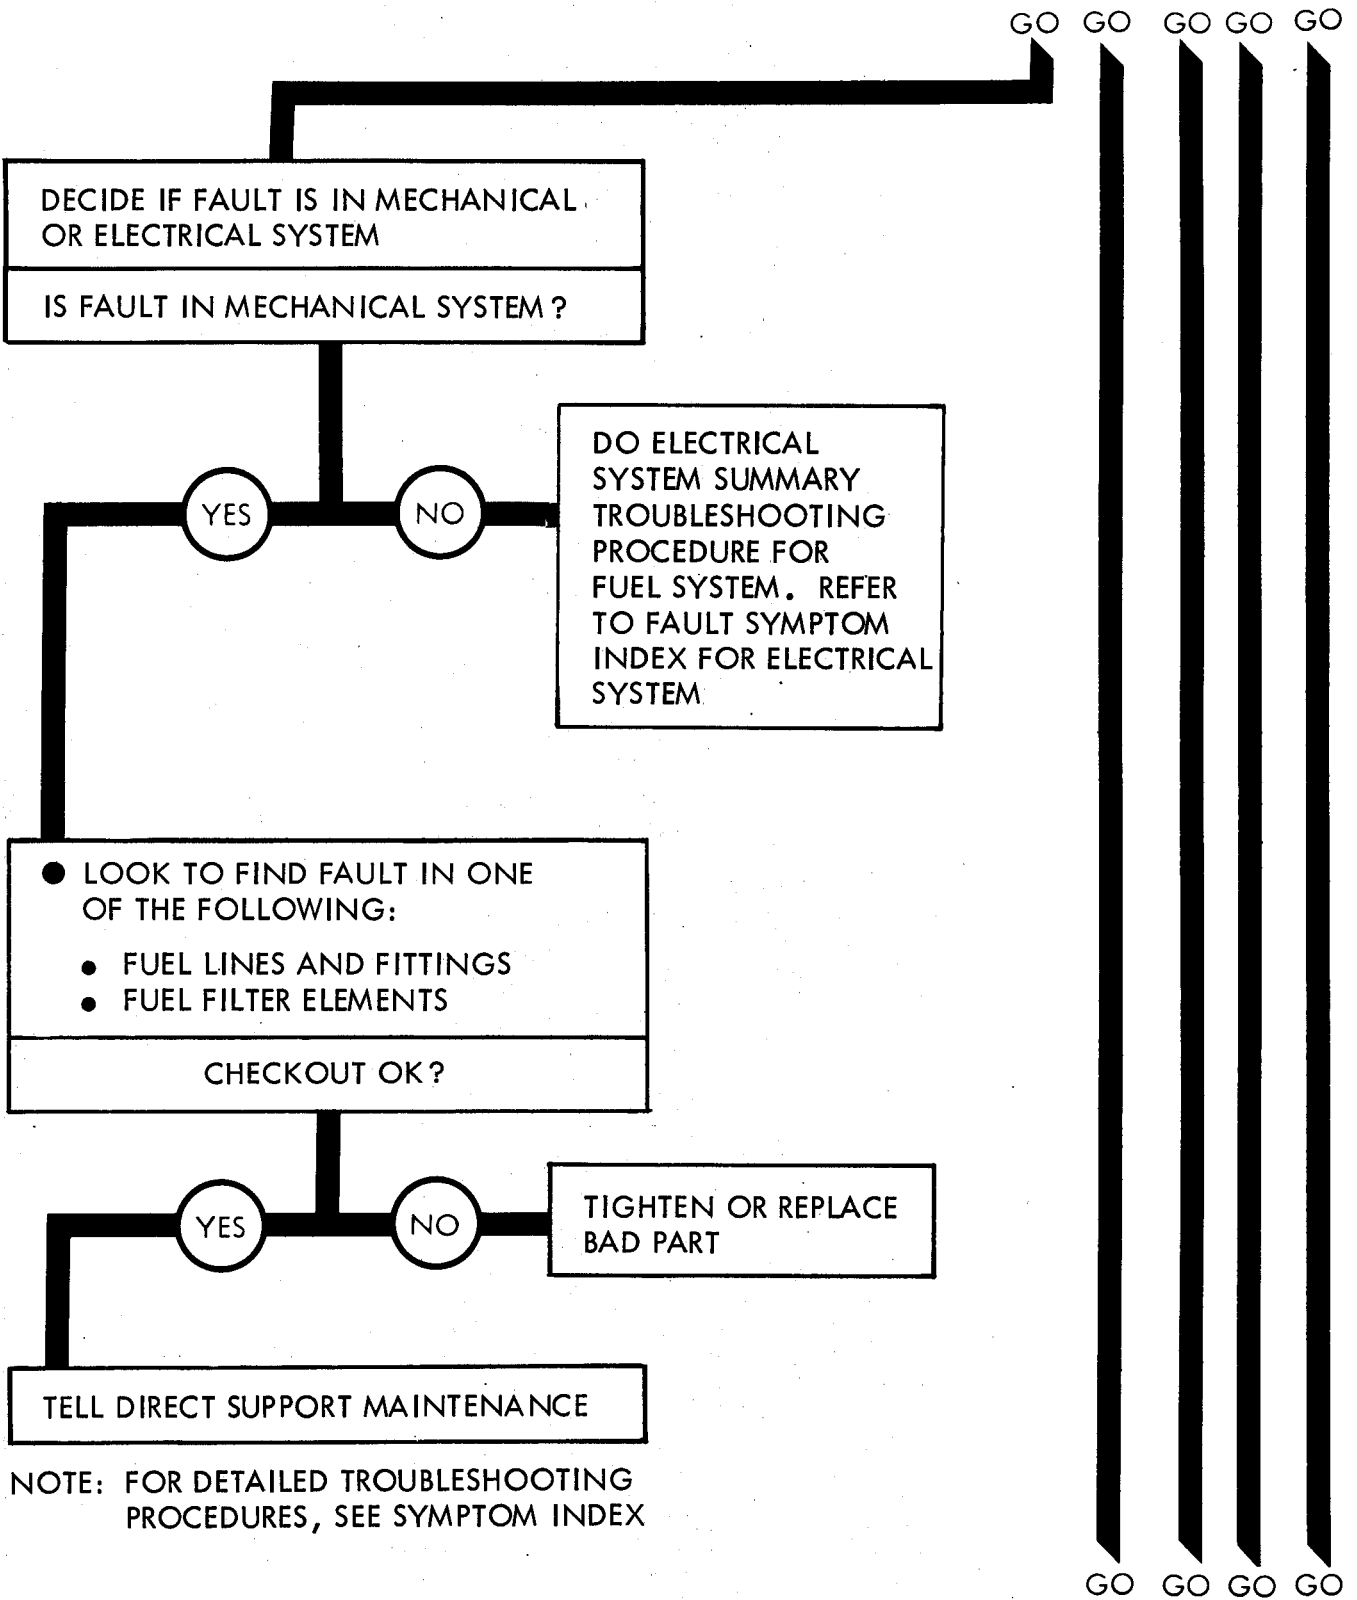 GO GO GO GO GO
DECIDE IF FAULT IS IN MECHANICAL
OR ELECTRICAL SYSTEM
IS FAULT IN MECHANICAL SYSTEM?
YES
NO
DO ELECTRICAL
SYSTEM SUMMARY
TROUBLESHOOTING
PROCEDURE FOR
FUEL SYSTEM. REFER
TO FAULT SYMPTOM
INDEX FOR ELECTRICAL
SYSTEM
● LOOK TO FIND FAULT IN ONE
OF THE FOLLOWING:
● FUEL LINES AND FITTINGS
● FUEL FILTER ELEMENTS
CHECKOUT OK?
YES
NO
TIGHTEN OR REPLACE
BAD PART
TELL DIRECT SUPPORT MAINTENANCE
NOTE: FOR DETAILED TROUBLESHOOTING
PROCEDURES, SEE SYMPTOM INDEX
GO GO GO GO